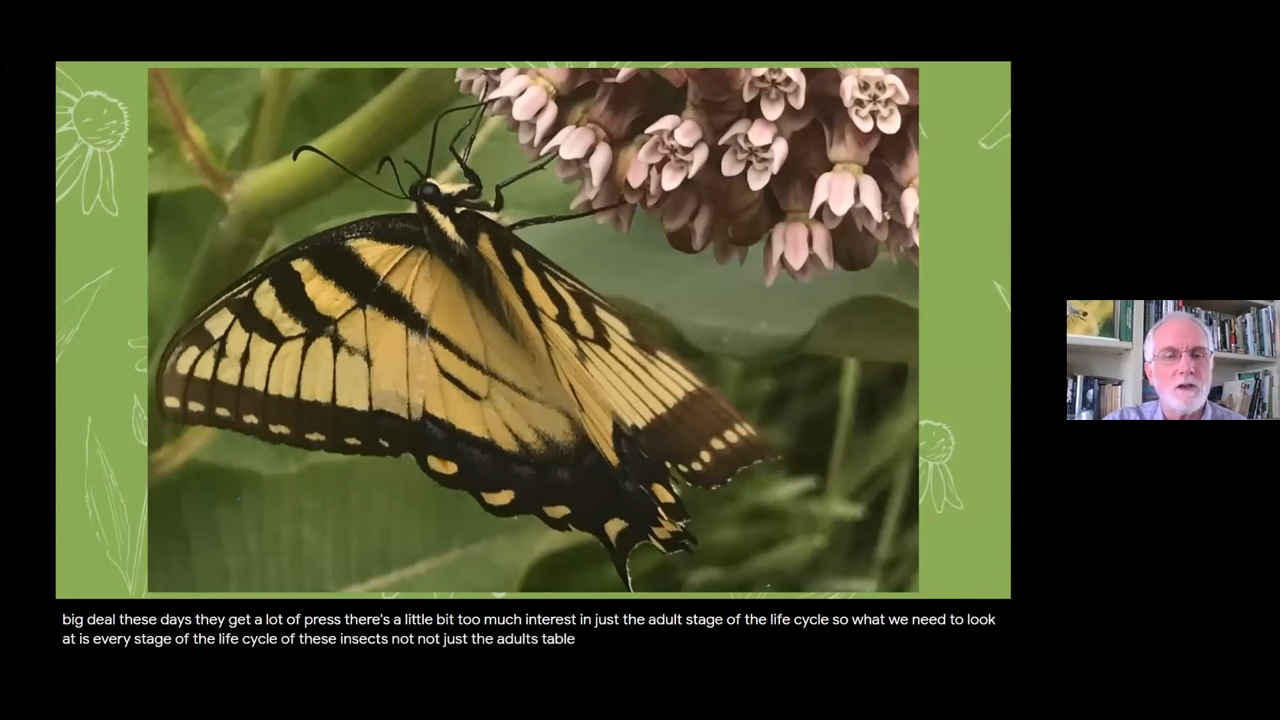 big deal these days they get a lot of press there's a little bit too much interest in just the adult stage of the life cycle so what we need to look
at is every stage of the life cycle of these insects not not just the adults table